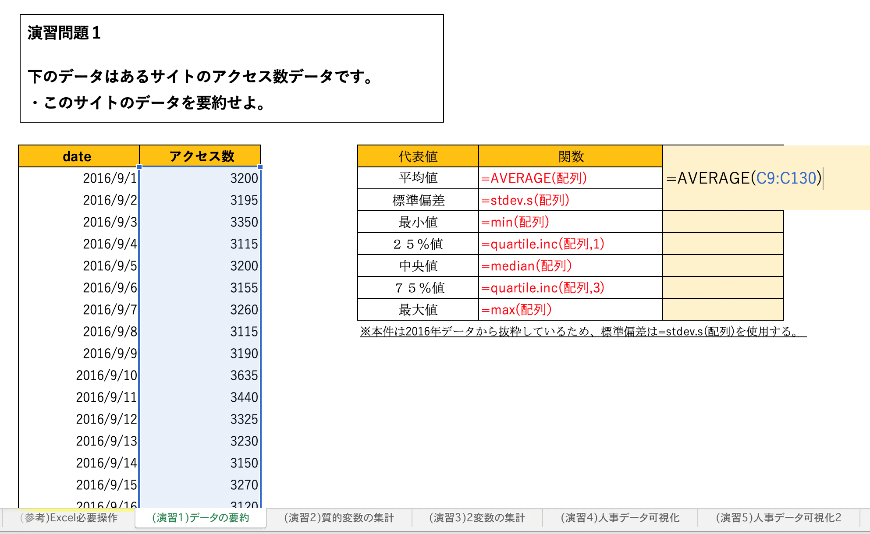 演習問題１
下のデータはあるサイトのアクセス数データです。
・このサイトのデータを要約せよ。
date アクセス数
2016/9/1 3200
2016/9/2 3195
2016/9/3 3350
2016/9/4 3115
2016/9/5 3200
2016/9/6 3155
2016/9/7 3260
2016/9/8 3115
2016/9/9 3190
2016/9/10 3635
2016/9/11 3440
2016/9/12 3325
2016/9/13 3230
2016/9/14 3150
2016/9/15 3270
2016/9/16 3120
代表値 関数
平均値 =AVERAGE(配列) =AVERAGE(C9:C130)
標準偏差 =stdev.s(配列)
最小値 =min(配列)
２５％値 =quartile.inc(配列,1)
中央値 =median(配列)
７５％値 =quartile.inc(配列,3)
最大値 =max(配列)
※本件は2016年データから抜粋しているため、標準偏差は=stdev.s(配列)を使用する。
(参考)Excel必要操作 (演習1)データの要約 (演習2)質的変数の集計 (演習3)2変数の集計 (演習4)人事データ可視化 (演習5)人事データ可視化2